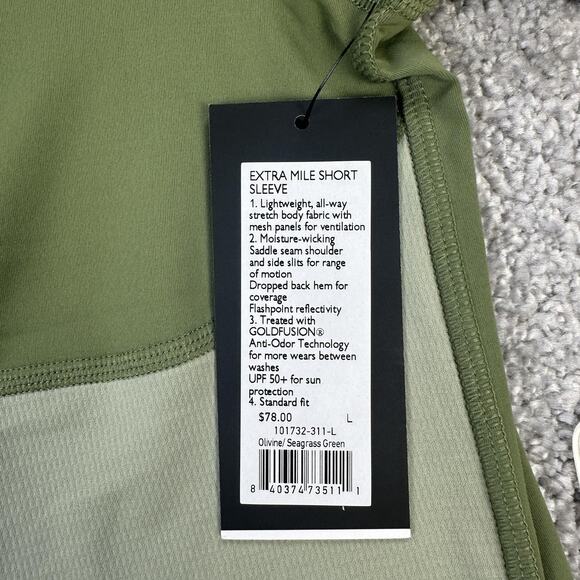 EXTRA MILE SHORT
SLEEVE
1. Lightweight, all-way
stretch body fabric with
mesh panels for ventilation
2. Moisture-wicking
Saddle seam shoulder
and side slits for range
of motion
Dropped back hem for
coverage
Flashpoint reflectivity
3. Treated with
GOLDFUSION®
Anti-Odor Technology
for more wears between
washes
UPF 50+ for sun
protection
4. Standard fit
$78.00 L
101732-311-L
Olivine/ Seagrass Green
8 40374 73511 1